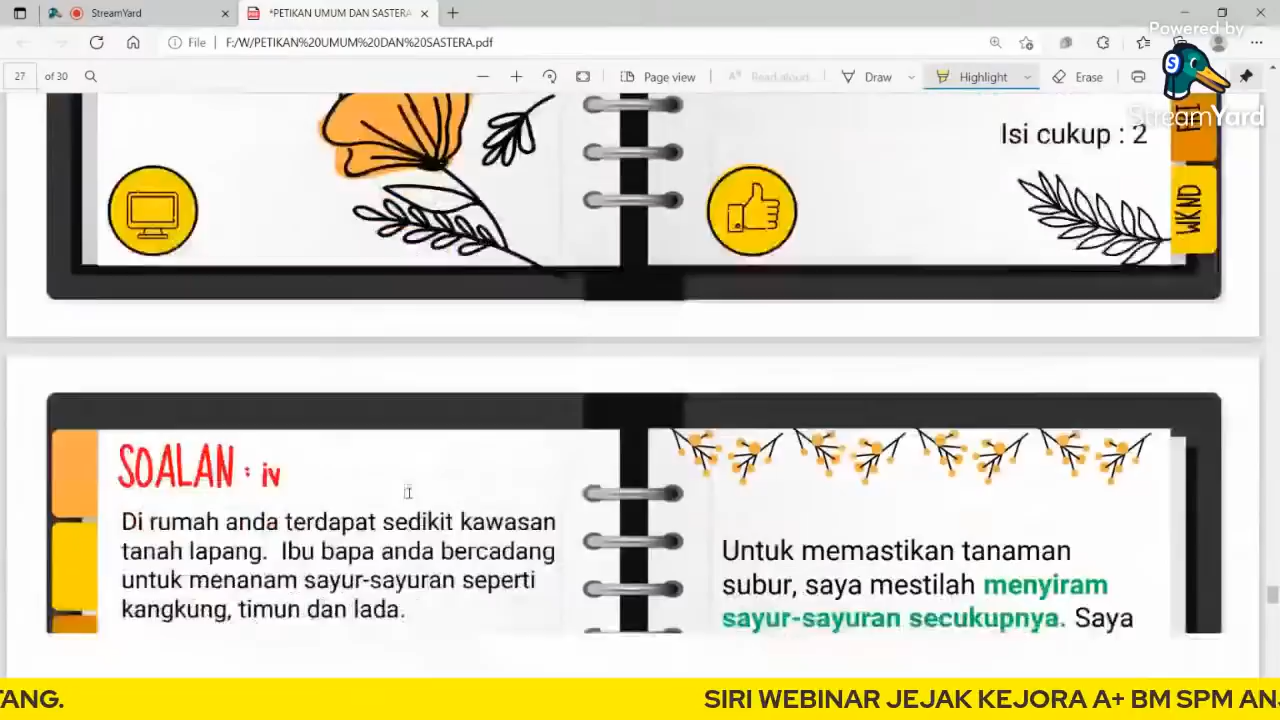 StreamYard
*PETIKAN UMUM DAN SASTERA
File
F:/W/PETIKAN%20UMUM%20DAN%20SASTERA.pdf
Powered by
StreamYard
27 of 30
Page view
Read aloud
Draw
Highlight
Erase
Isi cukup : 2
WKND
SOALAN : iv
Di rumah anda terdapat sedikit kawasan
tanah lapang. Ibu bapa anda bercadang
untuk menanam sayur-sayuran seperti
kangkung, timun dan lada.
Untuk memastikan tanaman
subur, saya mestilah menyiram
sayur-sayuran secukupnya. Saya
TANG.
SIRI WEBINAR JEJAK KEJORA A+ BM SPM AN